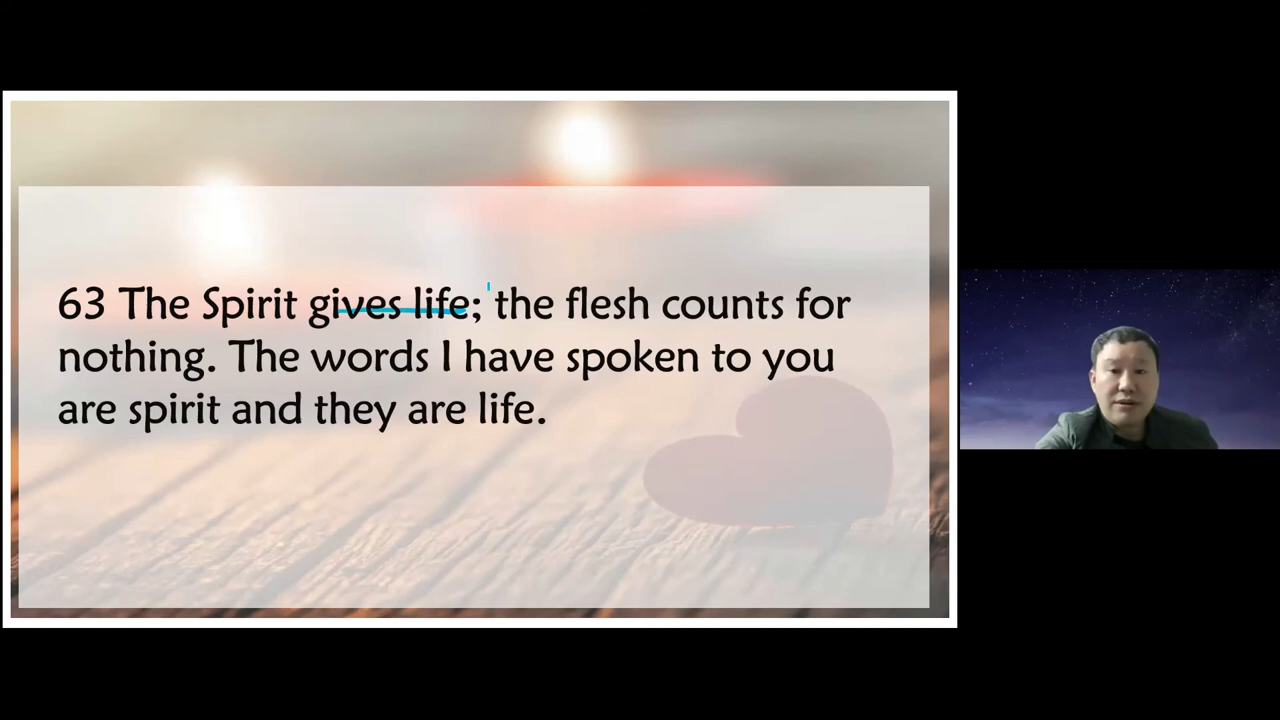 63 The Spirit gives life; the flesh counts for
nothing. The words I have spoken to you
are spirit and they are life.